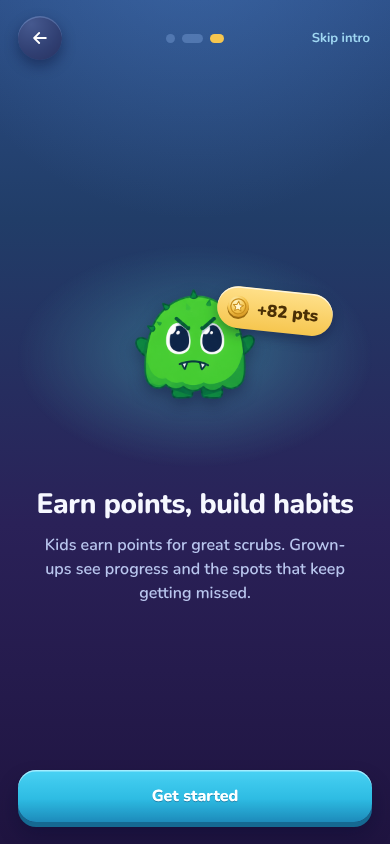 Skip intro
+82 pts
Earn points, build habits
Kids earn points for great scrubs. Grown-
ups see progress and the spots that keep
getting missed.
Get started